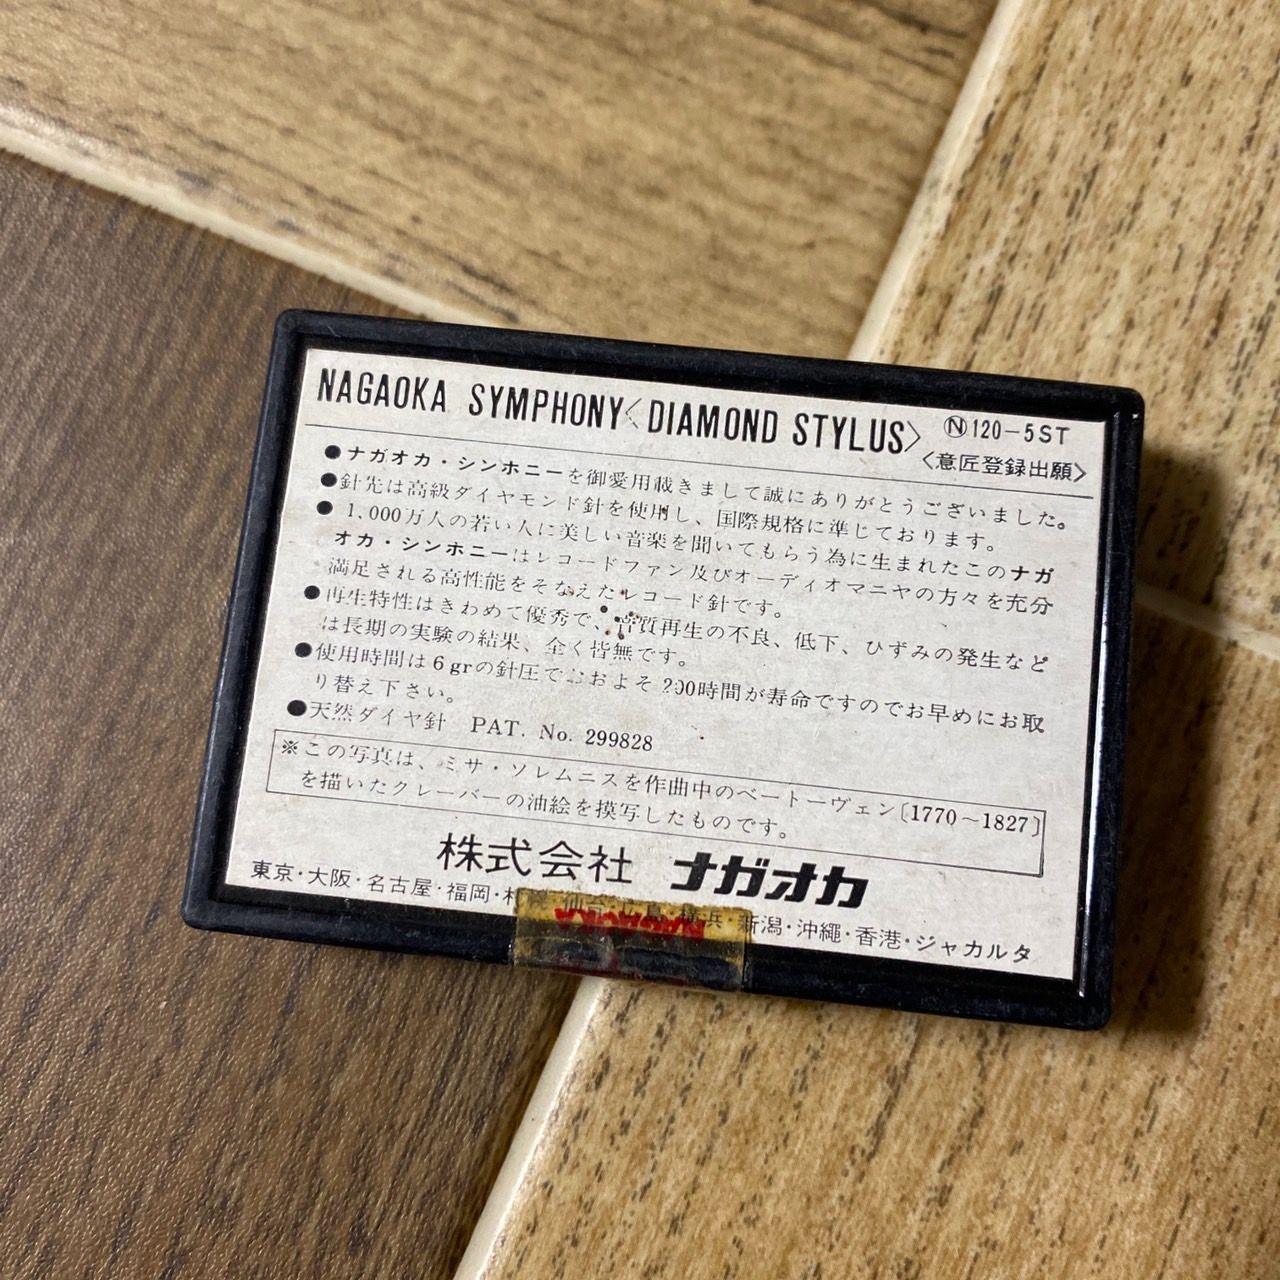 NAGAOKA SYMPHONY〈DIAMOND STYLUS〉 Ⓝ120-5ST
〈意匠登録出願〉
●ナガオカ・シンホニーを御愛用戴きまして誠にありがとうございました。
●針先は高級ダイヤモンド針を使用し、国際規格に準じております。
●1,000万人の若い人に美しい音楽を聞いてもらう為に生まれたこのナガ
オカ・シンホニーはレコードファン及びオーディオマニヤの方々を充分
満足される高性能をそなえたレコード針です。
●再生特性はきわめて優秀で、音質再生の不良、低下、ひずみの発生など
は長期の実験の結果、全く皆無です。
●使用時間は6grの針圧でおおよそ200時間が寿命ですのでお早めにお取
り替え下さい。
●天然ダイヤ針 PAT. No. 299828
※この写真は、ミサ・ソレムニスを作曲中のベートーヴェン〔1770〜1827〕
を描いたクレーバーの油絵を摸写したものです。
株式会社 ナガオカ
東京・大阪・名古屋・福岡・札幌・仙台・広島・横浜・新潟・沖縄・香港・ジャカルタ
NAGAOKA